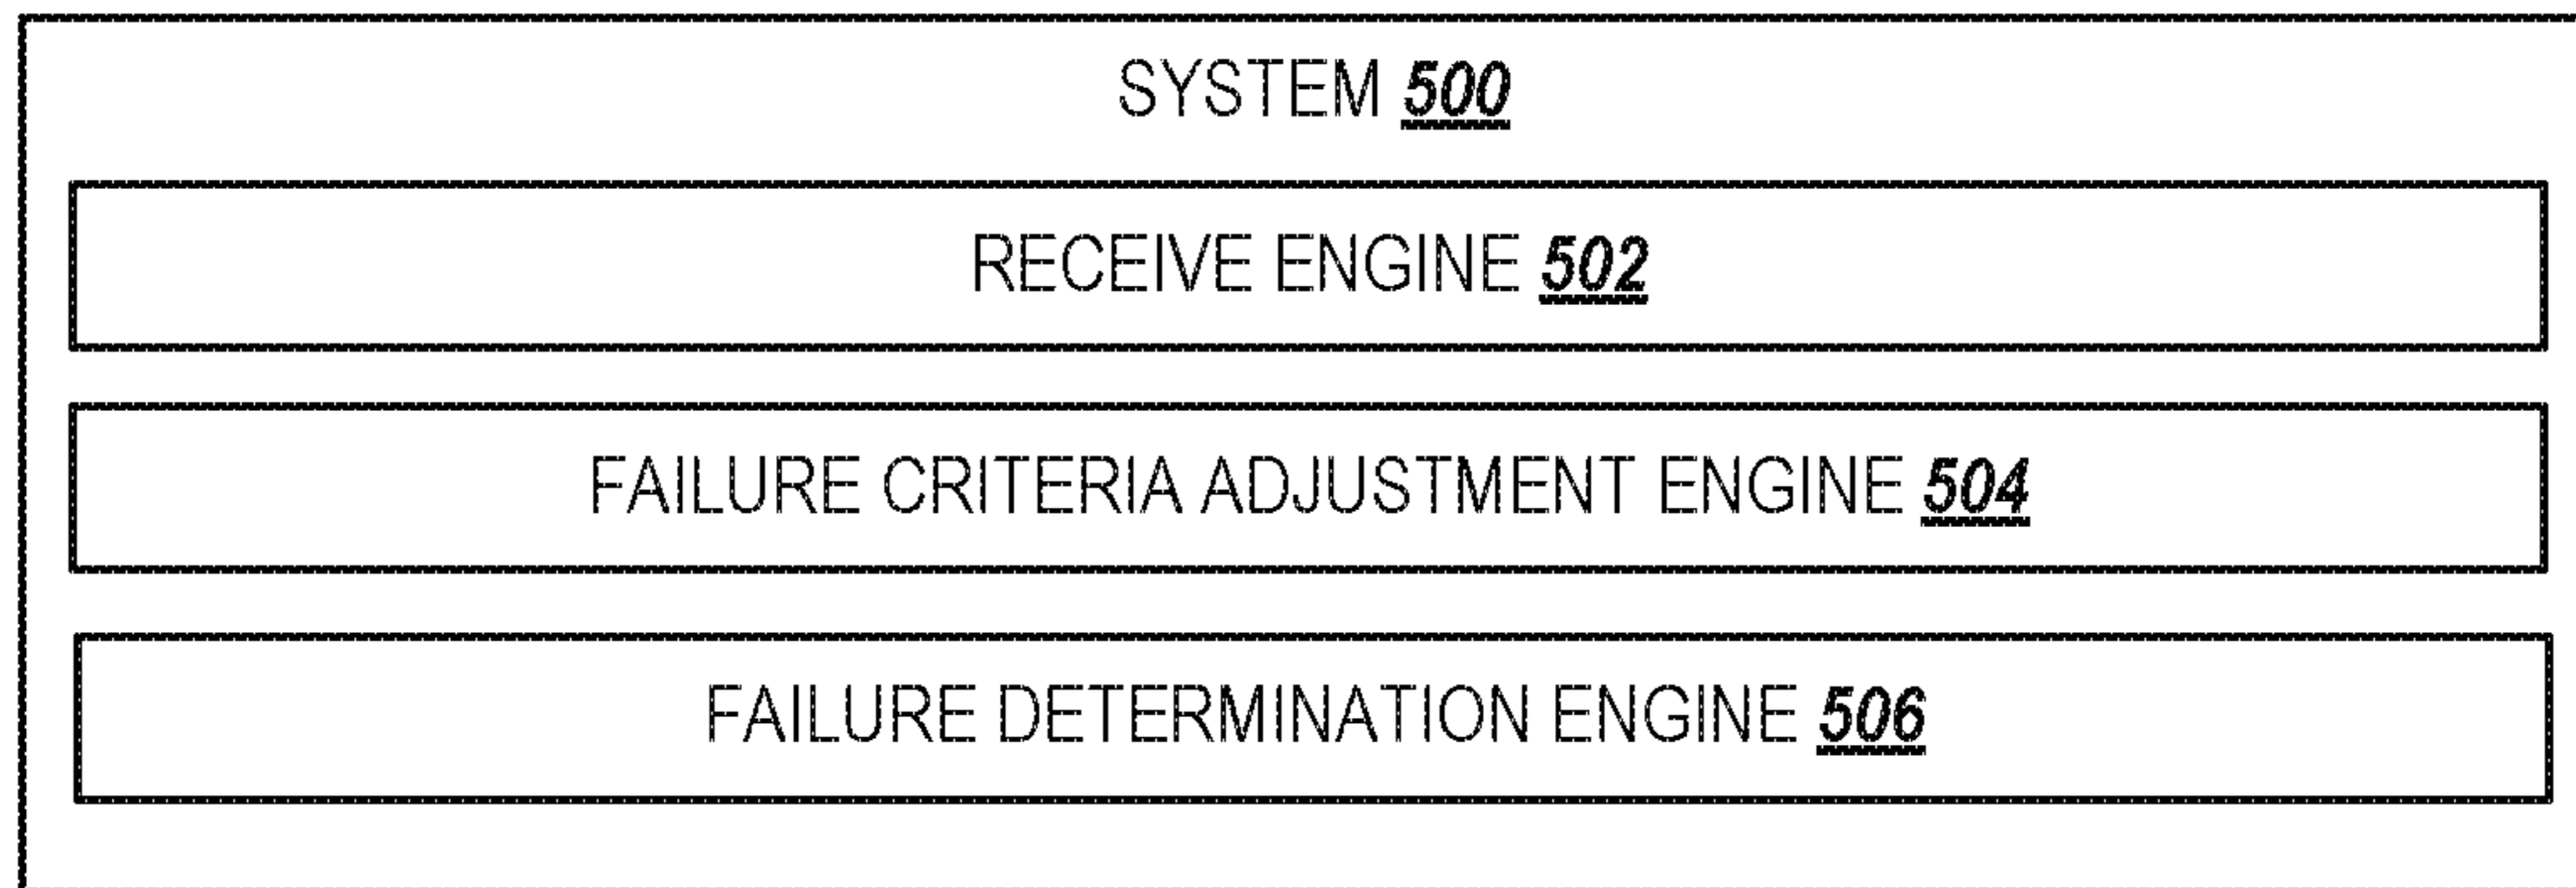 SYSTEM 500
RECEIVE ENGINE 502
FAILURE CRITERIA ADJUSTMENT ENGINE 504
FAILURE DETERMINATION ENGINE 506